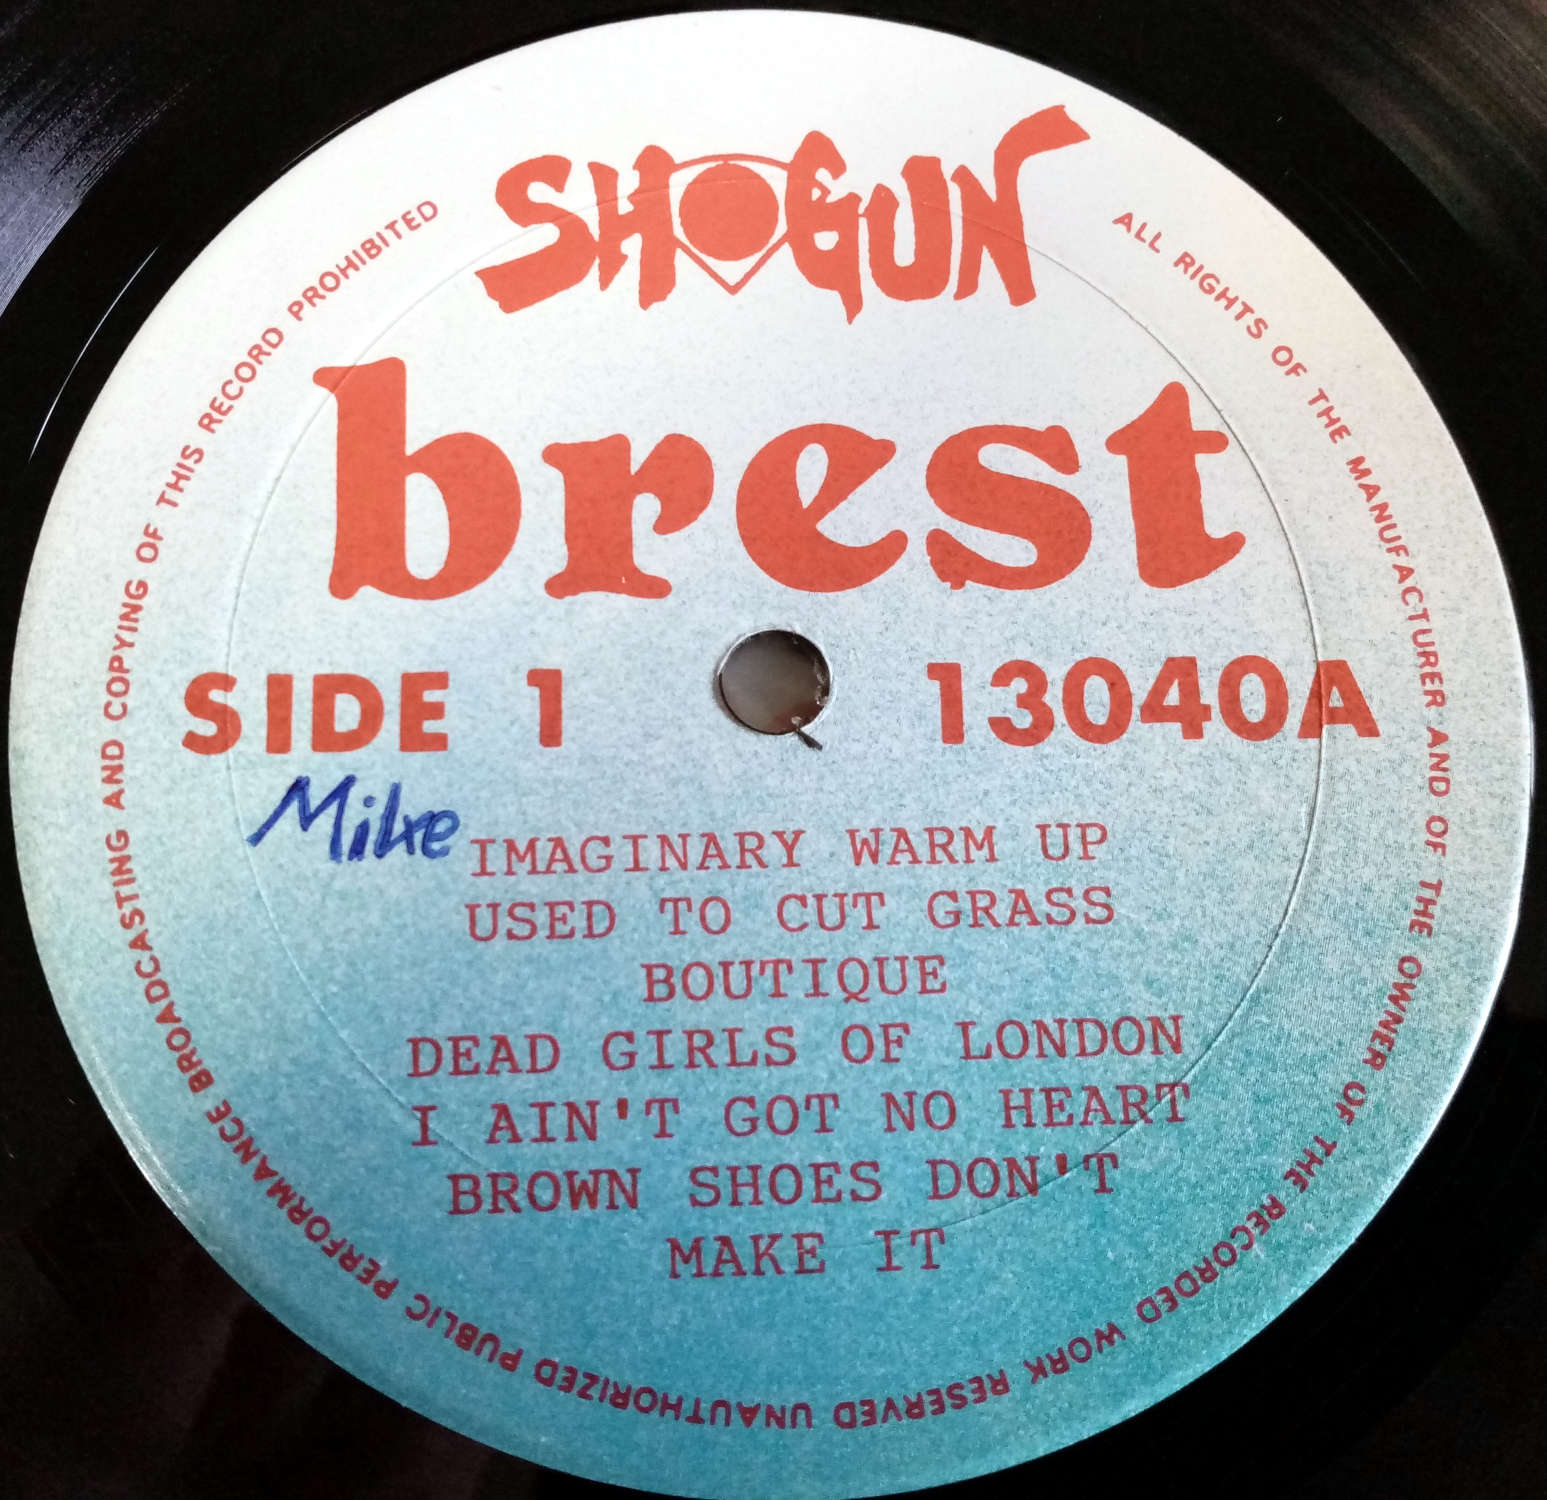 SHOGUN
brest
SIDE 1
13040A
Mike
IMAGINARY WARM UP
USED TO CUT GRASS
BOUTIQUE
DEAD GIRLS OF LONDON
I AIN'T GOT NO HEART
BROWN SHOES DON'T
MAKE IT
ALL RIGHTS OF THE MANUFACTURER AND OF THE OWNER OF THE RECORDED WORK RESERVED UNAUTHORIZED PUBLIC PERFORMANCE BROADCASTING AND COPYING OF THIS RECORD PROHIBITED